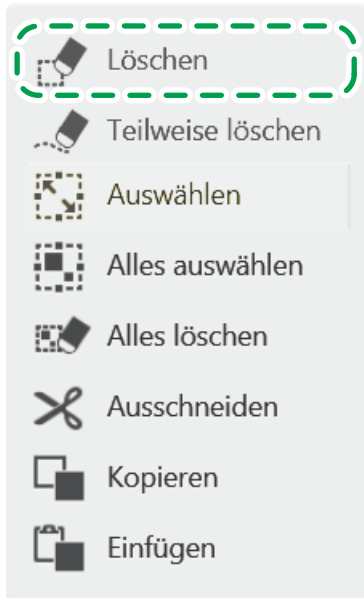 Löschen
Teilweise löschen
Auswählen
Alles auswählen
Alles löschen
Ausschneiden
Kopieren
Einfügen